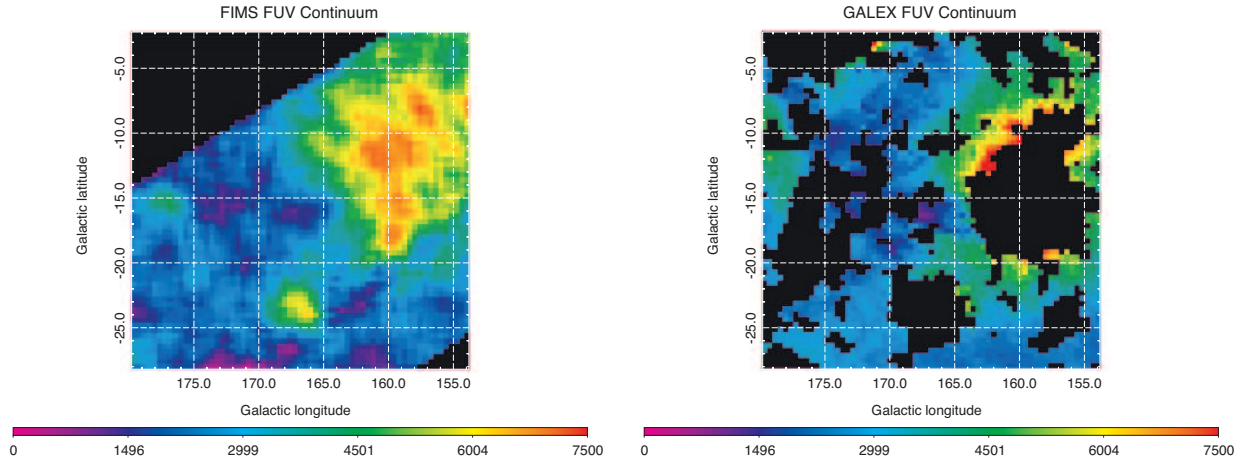 FIMS FUV Continuum
-5.0
-10.0
-15.0
-20.0
-25.0
Galactic latitude
175.0 170.0 165.0 160.0 155.0
Galactic longitude
0 1496 2999 4501 6004 7500
GALEX FUV Continuum
-5.0
-10.0
-15.0
-20.0
-25.0
Galactic latitude
175.0 170.0 165.0 160.0 155.0
Galactic longitude
0 1496 2999 4501 6004 7500